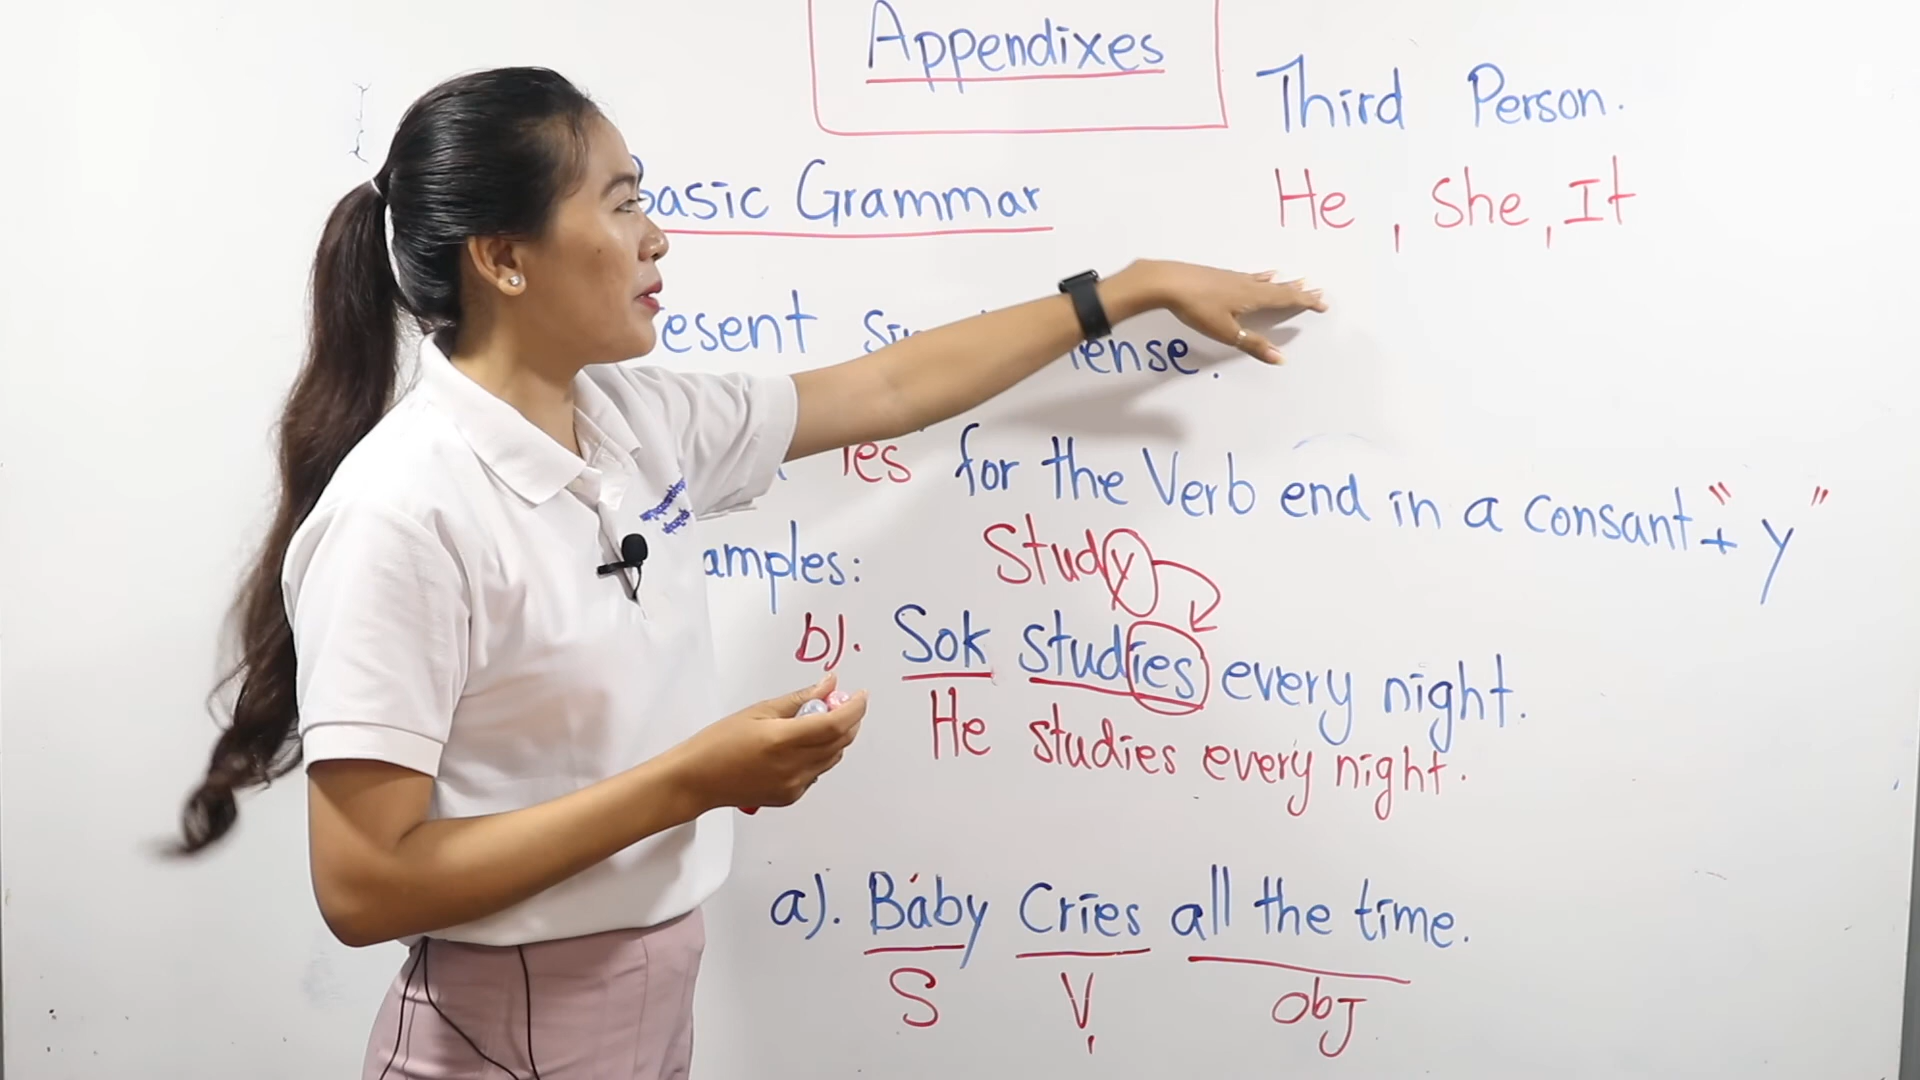 Appendixes
Third Person.
He , She, It
Basic Grammar
esent ense.
"ies" for the Verb end in a consant + "y"
amples:
Study
b). Sok studies every night.
He studies every night.
a). Baby Cries all the time.
S V obj